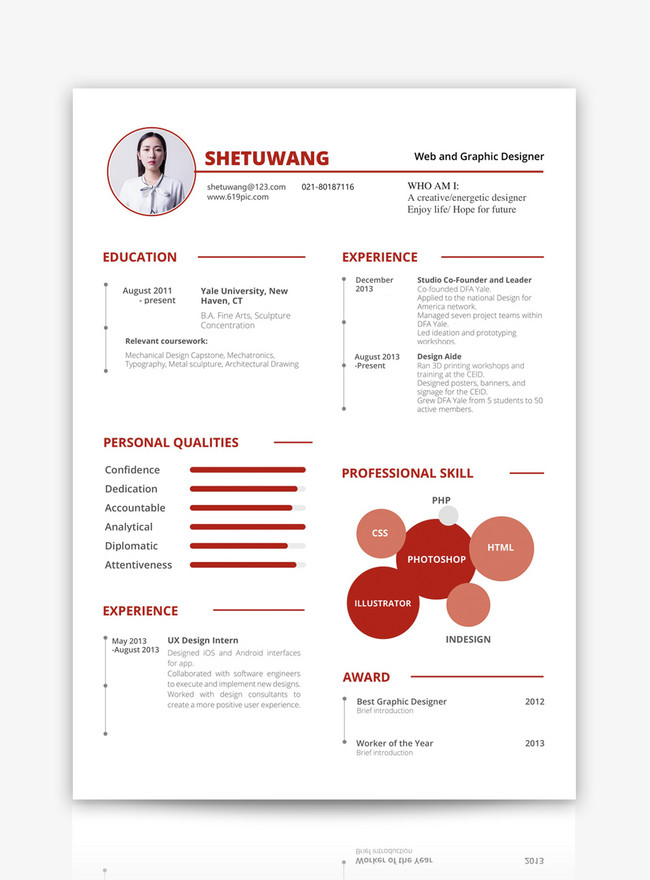 SHETUWANG
Web and Graphic Designer
shetuwang@123.com 021-80187116
www.619pic.com
WHO AM I:
A creative/energetic designer
Enjoy life/ Hope for future
EDUCATION
August 2011
- present
Yale University, New
Haven, CT
B.A. Fine Arts, Sculpture
Concentration
Relevant coursework:
Mechanical Design Capstone, Mechatronics,
Typography, Metal sculpture, Architectural Drawing
EXPERIENCE
December
2013
Studio Co-Founder and Leader
Co-founded DFA Yale.
Applied to the national Design for
America network.
Managed seven project teams within
DFA Yale.
Led ideation and prototyping
workshops.
August 2013
-Present
Design Aide
Ran 3D printing workshops and
training at the CEID.
Designed posters, banners, and
signage for the CEID.
Grew DFA Yale from 5 students to 50
active members.
PERSONAL QUALITIES
Confidence
Dedication
Accountable
Analytical
Diplomatic
Attentiveness
PROFESSIONAL SKILL
PHP
CSS
PHOTOSHOP
HTML
ILLUSTRATOR
INDESIGN
EXPERIENCE
May 2013
-August 2013
UX Design Intern
Designed iOS and Android interfaces
for app.
Collaborated with software engineers
to execute and implement new designs.
Worked with design consultants to
create a more positive user experience.
AWARD
Best Graphic Designer 2012
Brief introduction
Worker of the Year 2013
Brief introduction
Brief introduction
Worker of the Year 2013